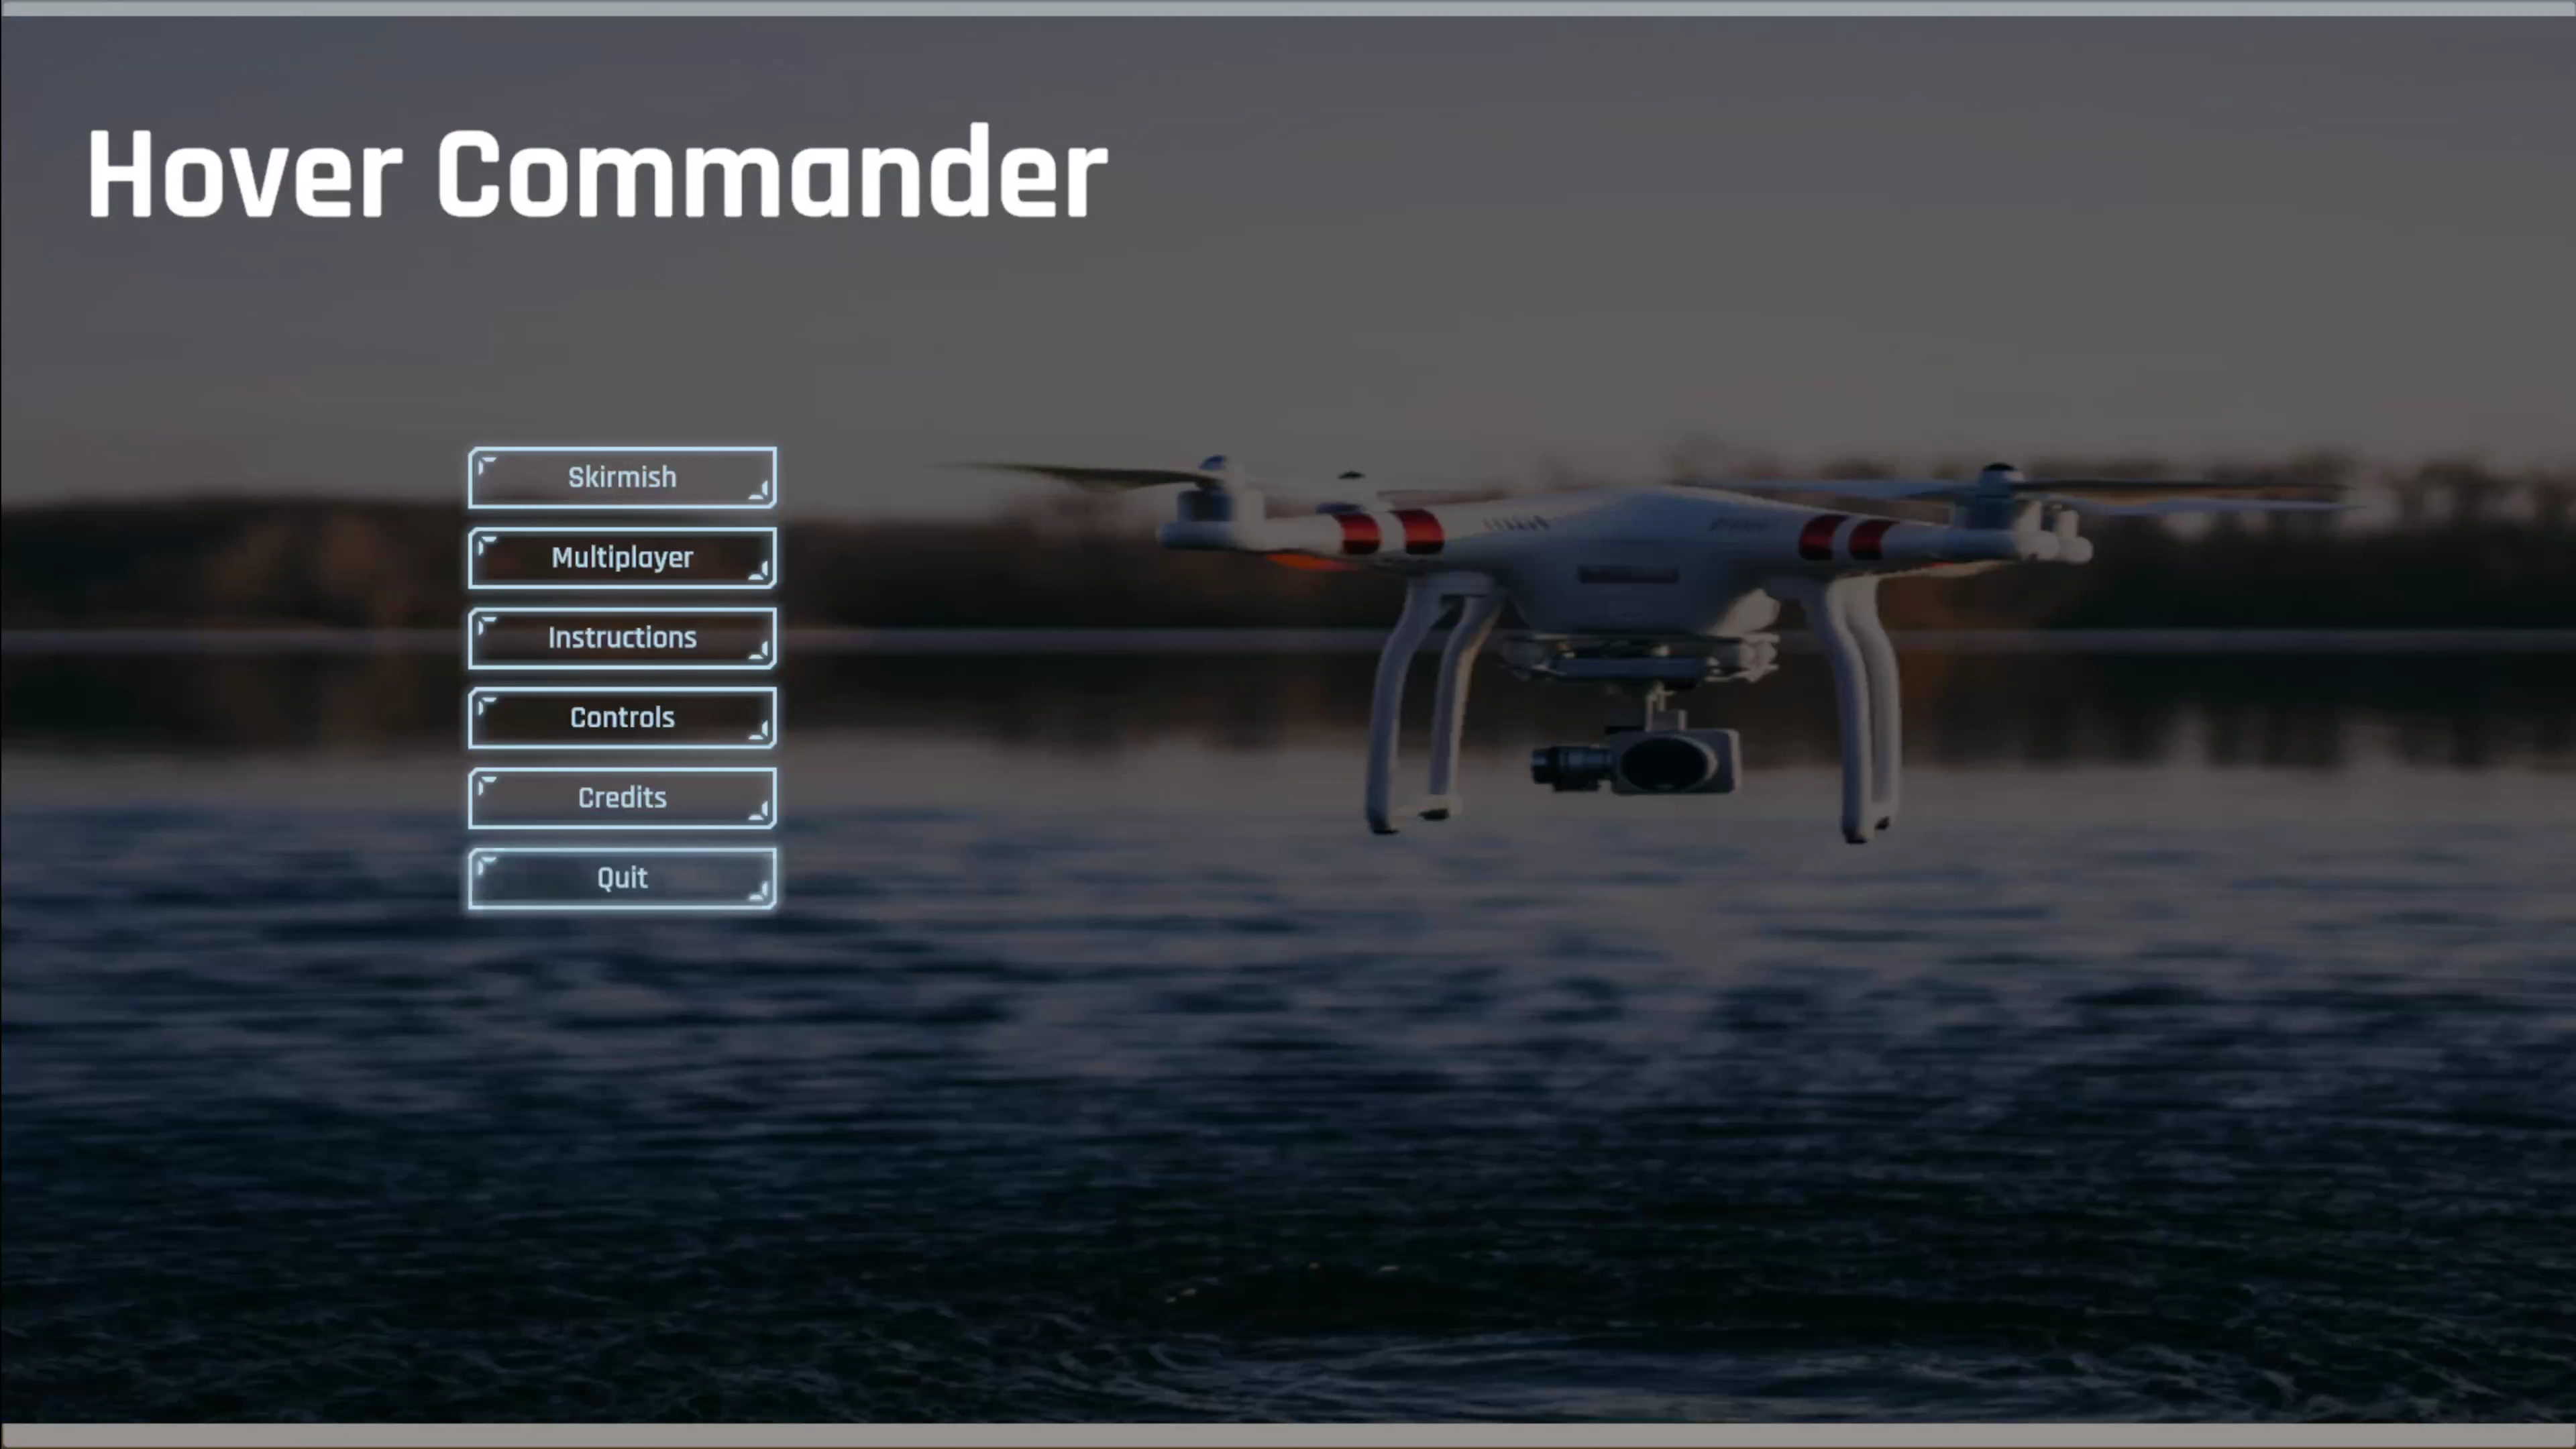 Hover Commander
Skirmish
Multiplayer
Instructions
Controls
Credits
Quit